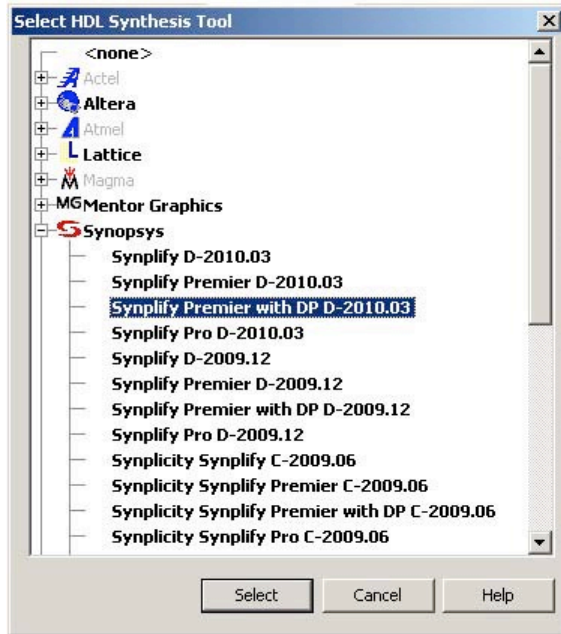 Select HDL Synthesis Tool
<none>
Actel
Altera
Atmel
Lattice
Magma
MG Mentor Graphics
Synopsys
Synplify D-2010.03
Synplify Premier D-2010.03
Synplify Premier with DP D-2010.03
Synplify Pro D-2010.03
Synplify D-2009.12
Synplify Premier D-2009.12
Synplify Premier with DP D-2009.12
Synplify Pro D-2009.12
Synplicity Synplify C-2009.06
Synplicity Synplify Premier C-2009.06
Synplicity Synplify Premier with DP C-2009.06
Synplicity Synplify Pro C-2009.06
Select Cancel Help